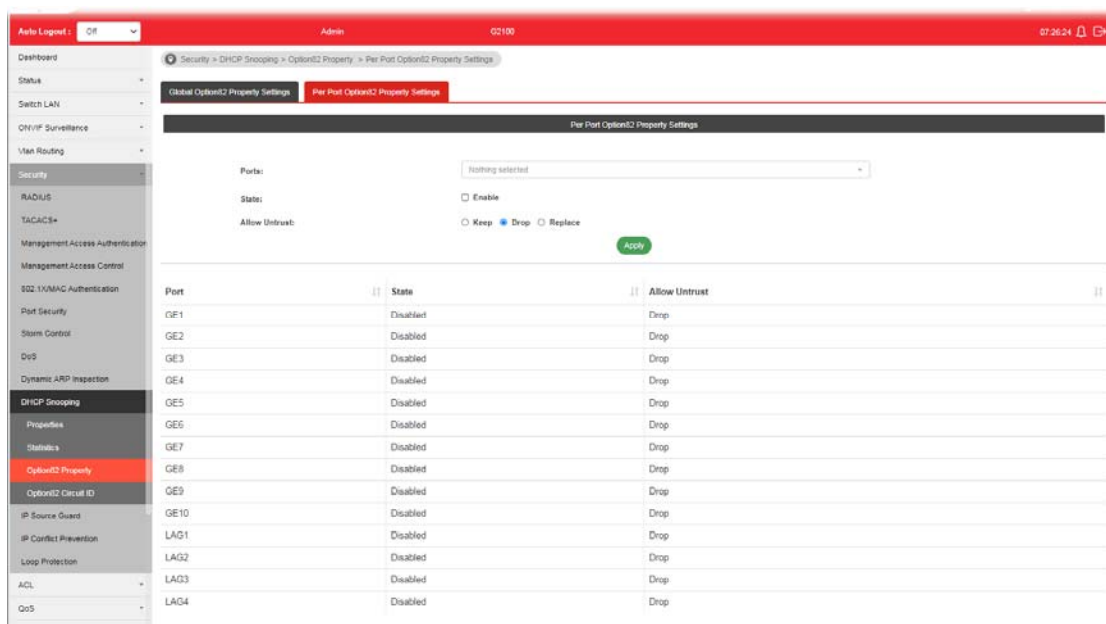 Auto Logout : Off Admin G2100 07:26:24
Dashboard
Status
Switch LAN
ONVIF Surveillance
Vlan Routing
Security
RADIUS
TACACS+
Management Access Authentication
Management Access Control
802.1X/MAC Authentication
Port Security
Storm Control
DoS
Dynamic ARP Inspection
DHCP Snooping
Properties
Statistics
Option82 Property
Option82 Circuit ID
IP Source Guard
IP Conflict Prevention
Loop Protection
ACL
QoS
Security > DHCP Snooping > Option82 Property > Per Port Option82 Property Settings
Global Option82 Property Settings Per Port Option82 Property Settings
Per Port Option82 Property Settings
Ports: Nothing selected
State: Enable
Allow Untrust: Keep Drop Replace
Apply
Port State Allow Untrust
GE1 Disabled Drop
GE2 Disabled Drop
GE3 Disabled Drop
GE4 Disabled Drop
GE5 Disabled Drop
GE6 Disabled Drop
GE7 Disabled Drop
GE8 Disabled Drop
GE9 Disabled Drop
GE10 Disabled Drop
LAG1 Disabled Drop
LAG2 Disabled Drop
LAG3 Disabled Drop
LAG4 Disabled Drop